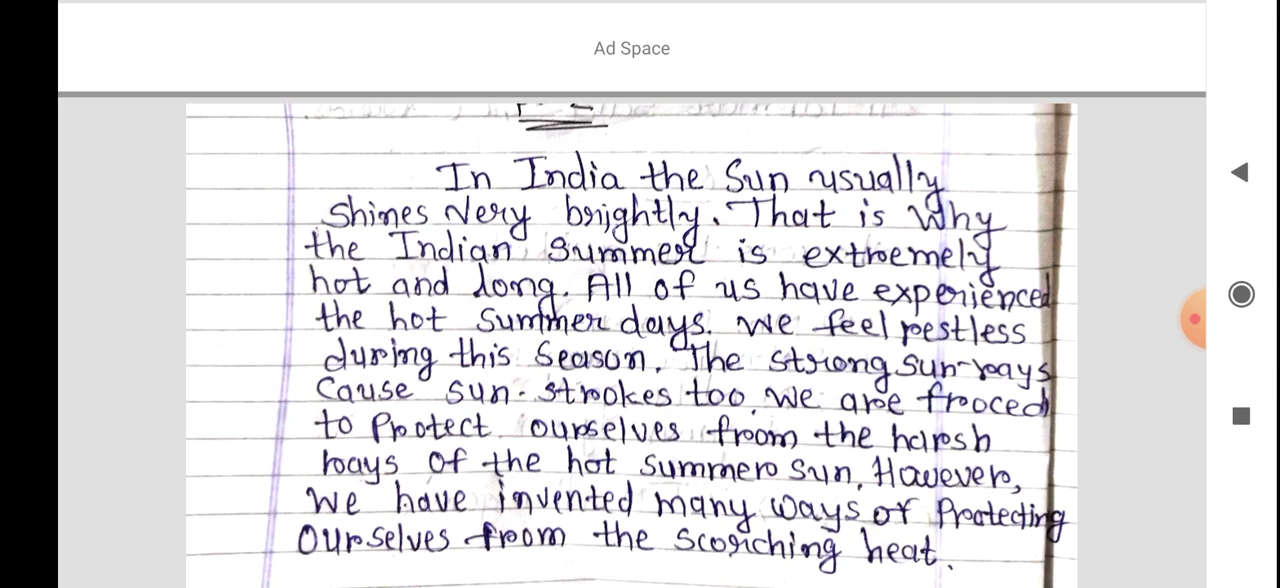 Ad Space
In India the Sun usually
shines very brightly. That is why
the Indian summer is extremely
hot and long. All of us have experienced
the hot summer days. We feel restless
during this season. The strong sun-rays
cause sun-strokes too. We are froced
to protect ourselves from the harsh
rays of the hot summer sun. However,
we have invented many ways of protecting
ourselves from the scorching heat.